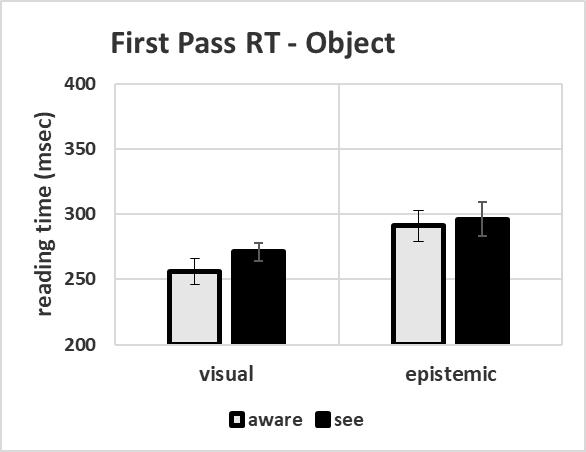 First Pass RT - Object
reading time (msec)
400
350
300
250
200
visual epistemic
aware see